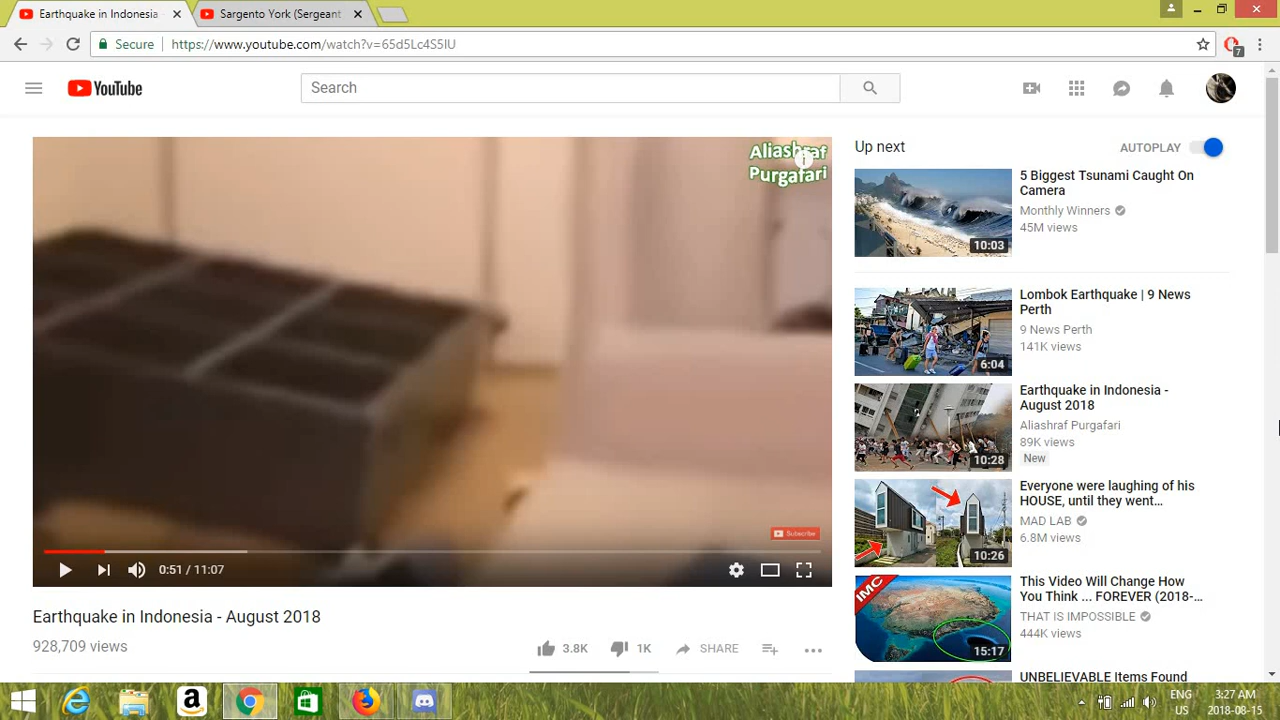 Earthquake in Indonesia
Sargento York (Sergeant
Secure
https://www.youtube.com/watch?v=65d5Lc4S5IU
7
YouTube
Search
Aliashraf
Purgafari
Subscribe
0:51 / 11:07
Earthquake in Indonesia - August 2018
928,709 views
3.8K
1K
SHARE
Up next
AUTOPLAY
5 Biggest Tsunami Caught On
Camera
Monthly Winners
45M views
10:03
Lombok Earthquake | 9 News
Perth
9 News Perth
141K views
6:04
Earthquake in Indonesia -
August 2018
Aliashraf Purgafari
89K views
New
10:28
Everyone were laughing of his
HOUSE, until they went...
MAD LAB
6.8M views
10:26
IMC
This Video Will Change How
You Think ... FOREVER (2018-...
THAT IS IMPOSSIBLE
444K views
15:17
UNBELIEVABLE Items Found
ENG
US
3:27 AM
2018-08-15